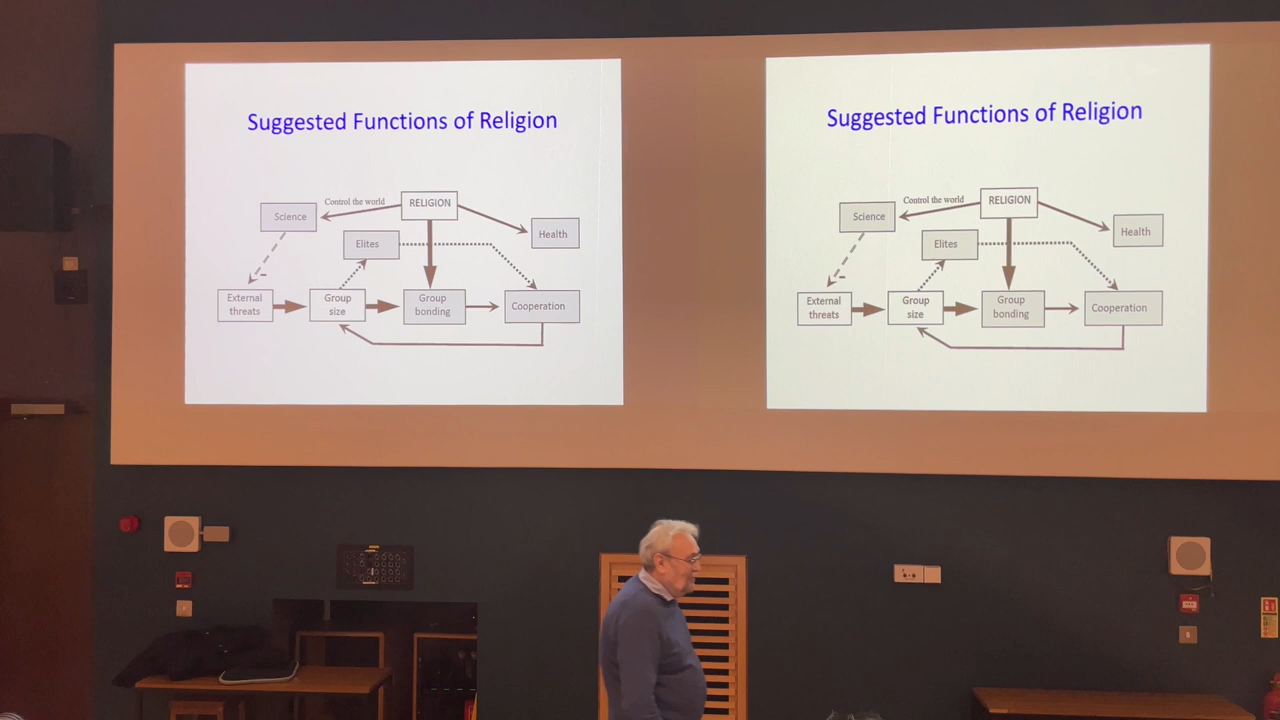 Suggested Functions of Religion
Control the world
RELIGION
Science
Elites
Health
External
threats
Group
size
Group
bonding
Cooperation
Suggested Functions of Religion
Control the world
RELIGION
Science
Elites
Health
External
threats
Group
size
Group
bonding
Cooperation